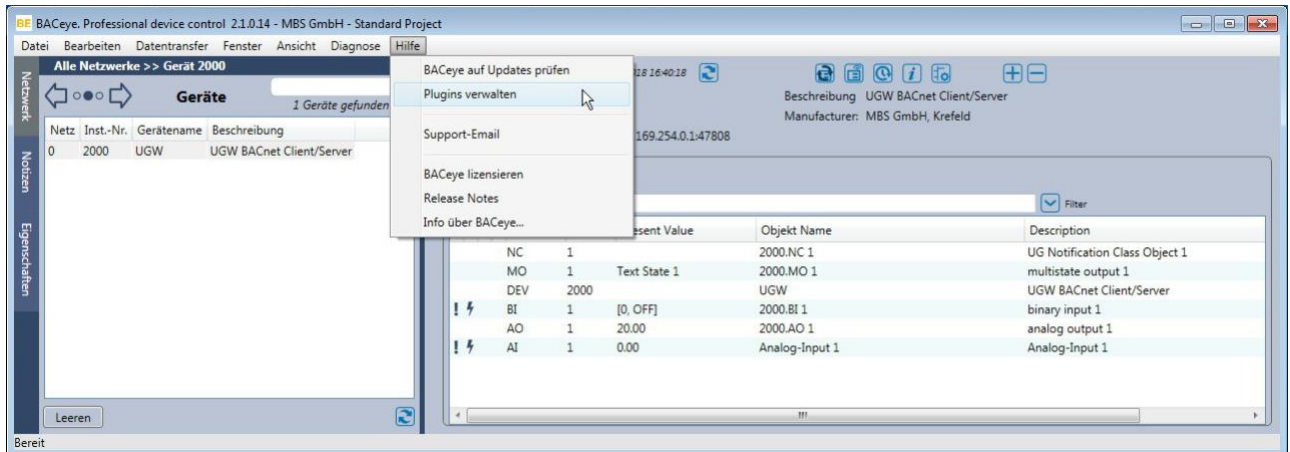 BE BACeye. Professional device control 2.1.0.14 - MBS GmbH - Standard Project
Datei Bearbeiten Datentransfer Fenster Ansicht Diagnose Hilfe
Netzwerk
Notizen
Eigenschaften
Alle Netzwerke >> Gerät 2000
Geräte
1 Geräte gefunden
Netz Inst.-Nr. Gerätename Beschreibung
0 2000 UGW UGW BACnet Client/Server
Leeren
BACeye auf Updates prüfen
Plugins verwalten
Support-Email
BACeye lizensieren
Release Notes
Info über BACeye...
16:40:18
Beschreibung UGW BACnet Client/Server
Manufacturer: MBS GmbH, Krefeld
169.254.0.1:47808
Filter
esent Value Objekt Name Description
NC 1 2000.NC 1 UG Notification Class Object 1
MO 1 Text State 1 2000.MO 1 multistate output 1
DEV 2000 UGW UGW BACnet Client/Server
! BI 1 [0, OFF] 2000.BI 1 binary input 1
AO 1 20.00 2000.AO 1 analog output 1
! AI 1 0.00 Analog-Input 1 Analog-Input 1
Bereit